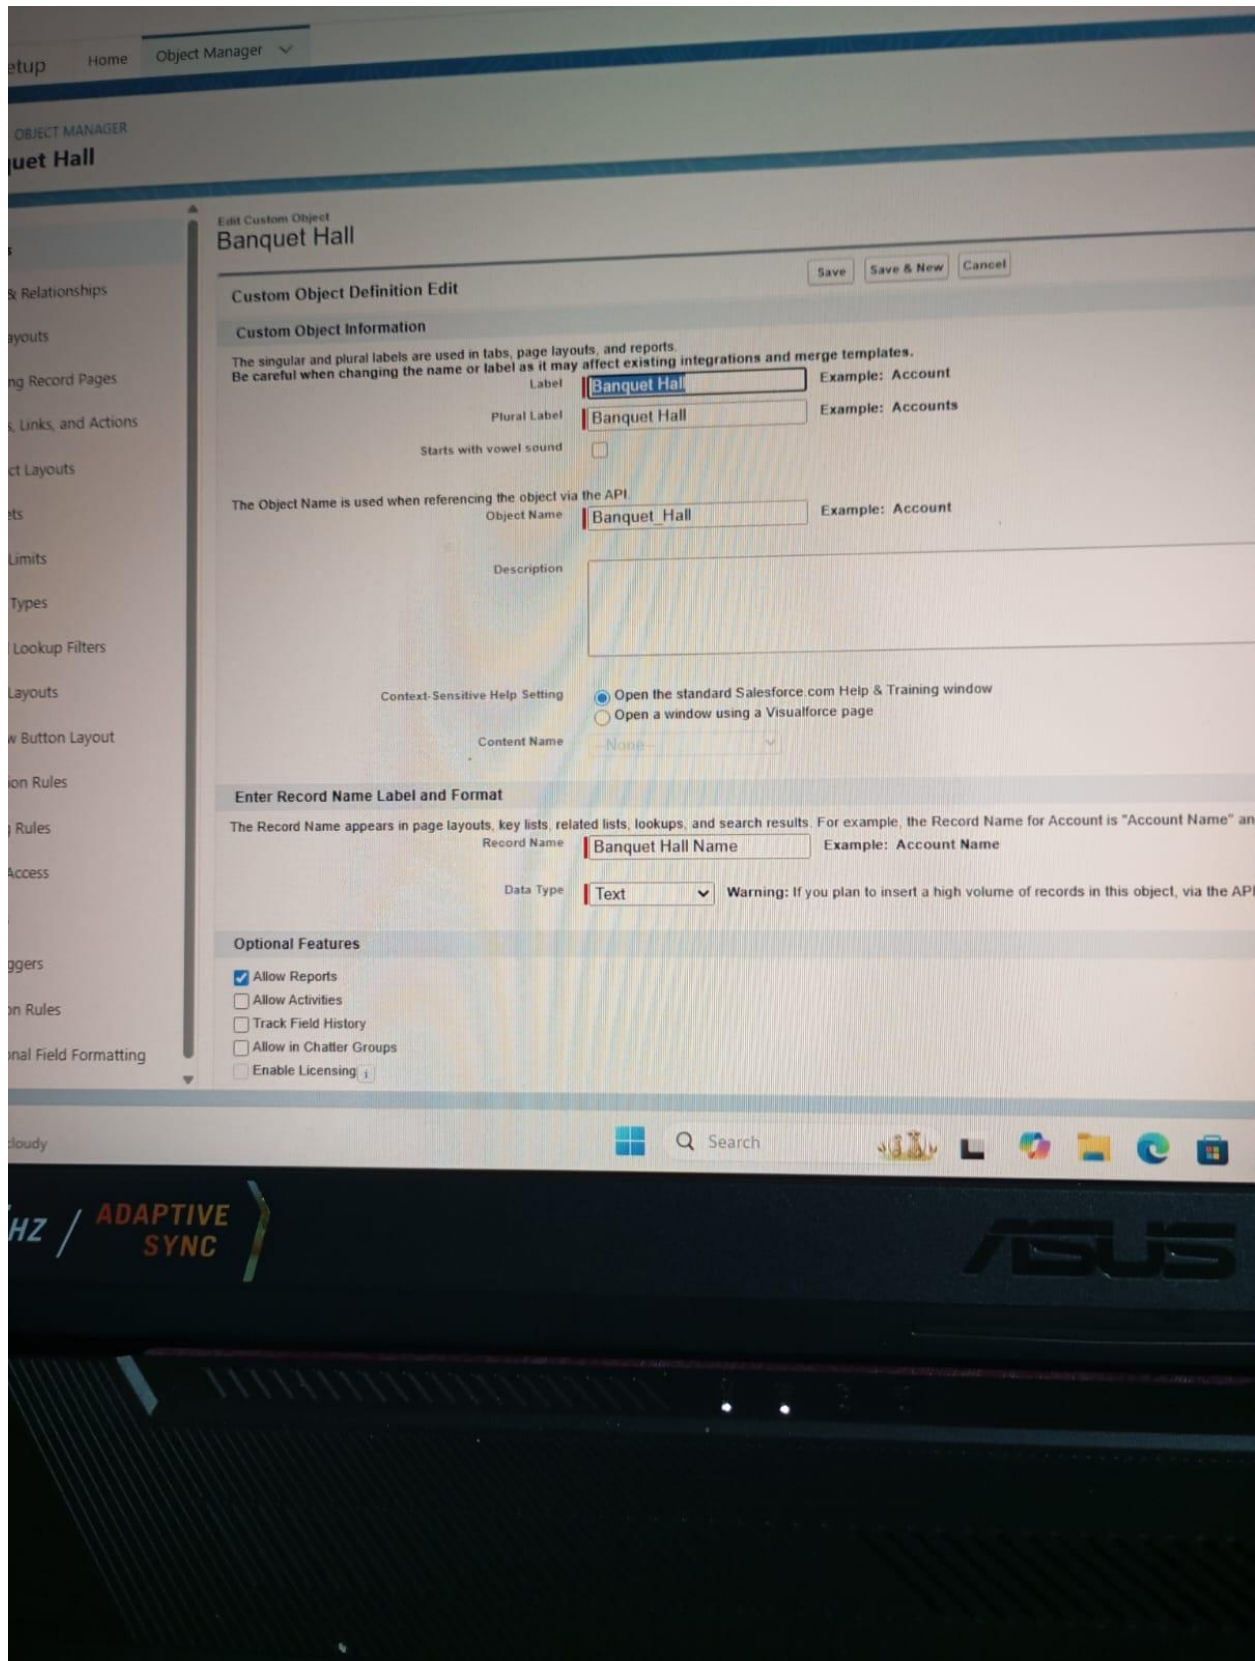 etup Home Object Manager
OBJECT MANAGER
quet Hall
Edit Custom Object
Banquet Hall
Custom Object Definition Edit Save Save & New Cancel
Custom Object Information
The singular and plural labels are used in tabs, page layouts, and reports.
Be careful when changing the name or label as it may affect existing integrations and merge templates.
Label Banquet Hall Example: Account
Plural Label Banquet Hall Example: Accounts
Starts with vowel sound
The Object Name is used when referencing the object via the API.
Object Name Banquet_Hall Example: Account
Description
Context-Sensitive Help Setting Open the standard Salesforce.com Help & Training window
Open a window using a Visualforce page
Content Name --None--
Enter Record Name Label and Format
The Record Name appears in page layouts, key lists, related lists, lookups, and search results. For example, the Record Name for Account is "Account Name" an
Record Name Banquet Hall Name Example: Account Name
Data Type Text Warning: If you plan to insert a high volume of records in this object, via the API
Optional Features
Allow Reports
Allow Activities
Track Field History
Allow in Chatter Groups
Enable Licensing i
s
& Relationships
ayouts
ng Record Pages
s, Links, and Actions
ct Layouts
ets
Limits
Types
Lookup Filters
Layouts
w Button Layout
ion Rules
Rules
Access
ggers
on Rules
onal Field Formatting
cloudy Search
HZ / ADAPTIVE
SYNC
ASUS